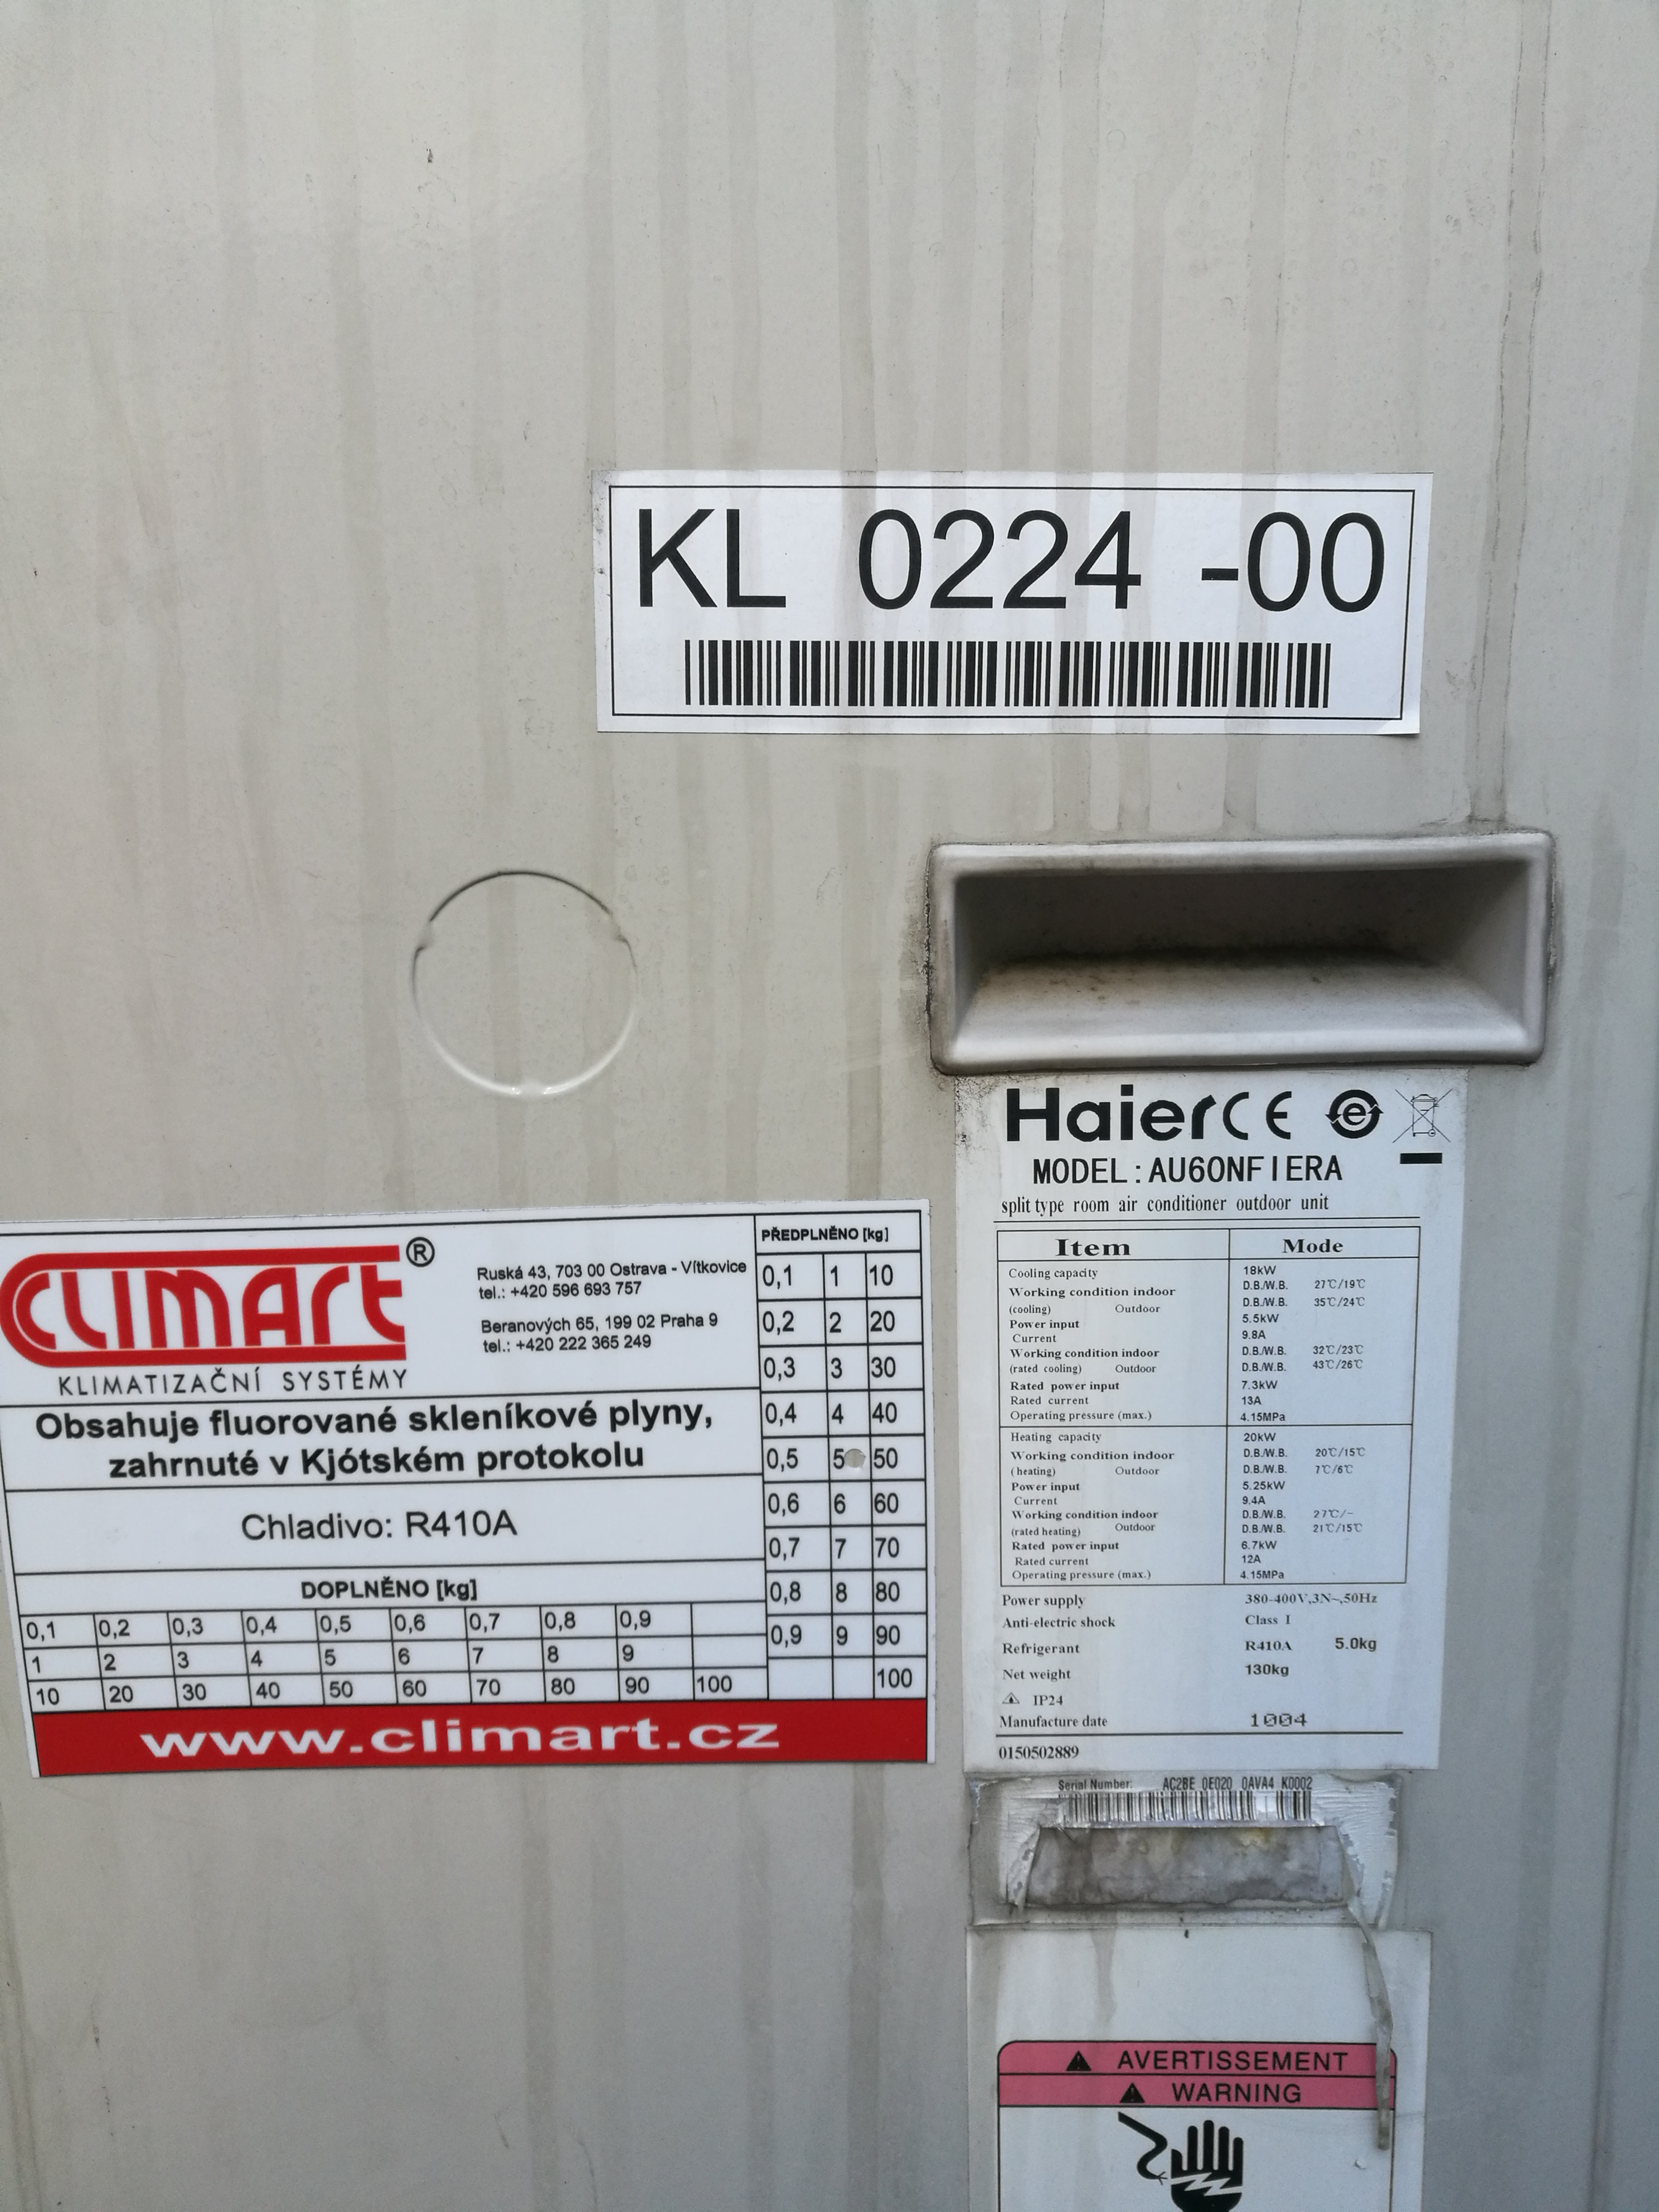 KL 0224 -00
Haier CE
MODEL:AU60NFIERA
split type room air conditioner outdoor unit
Item Mode
Cooling capacity 18kW
Working condition indoor D.B./W.B. 27℃/19℃
(cooling) Outdoor D.B./W.B. 35℃/24℃
Power input 5.5kW
Current 9.8A
Working condition indoor D.B./W.B. 32℃/23℃
(rated cooling) Outdoor D.B./W.B. 43℃/26℃
Rated power input 7.3kW
Rated current 13A
Operating pressure (max.) 4.15MPa
Heating capacity 20kW
Working condition indoor D.B./W.B. 20℃/15℃
(heating) Outdoor D.B./W.B. 7℃/6℃
Power input 5.25kW
Current 9.4A
Working condition indoor D.B./W.B. 27℃/-
(rated heating) Outdoor D.B./W.B. 21℃/15℃
Rated power input 6.7kW
Rated current 12A
Operating pressure (max.) 4.15MPa
Power supply 380-400V,3N~,50Hz
Anti-electric shock Class I
Refrigerant R410A 5.0kg
Net weight 130kg
IP24
Manufacture date 1004
0150502889
Serial Number: AC2BE 0E020 0AVA4 K0002
AVERTISSEMENT
WARNING
CLIMART®
KLIMATIZAČNÍ SYSTÉMY
Ruská 43, 703 00 Ostrava - Vítkovice
tel.: +420 596 693 757
Beranových 65, 199 02 Praha 9
tel.: +420 222 365 249
Obsahuje fluorované skleníkové plyny,
zahrnuté v Kjótském protokolu
Chladivo: R410A
DOPLNĚNO [kg]
0,1 0,2 0,3 0,4 0,5 0,6 0,7 0,8 0,9
1 2 3 4 5 6 7 8 9
10 20 30 40 50 60 70 80 90 100
PŘEDPLNĚNO [kg]
0,1 1 10
0,2 2 20
0,3 3 30
0,4 4 40
0,5 5 50
0,6 6 60
0,7 7 70
0,8 8 80
0,9 9 90
100
www.climart.cz